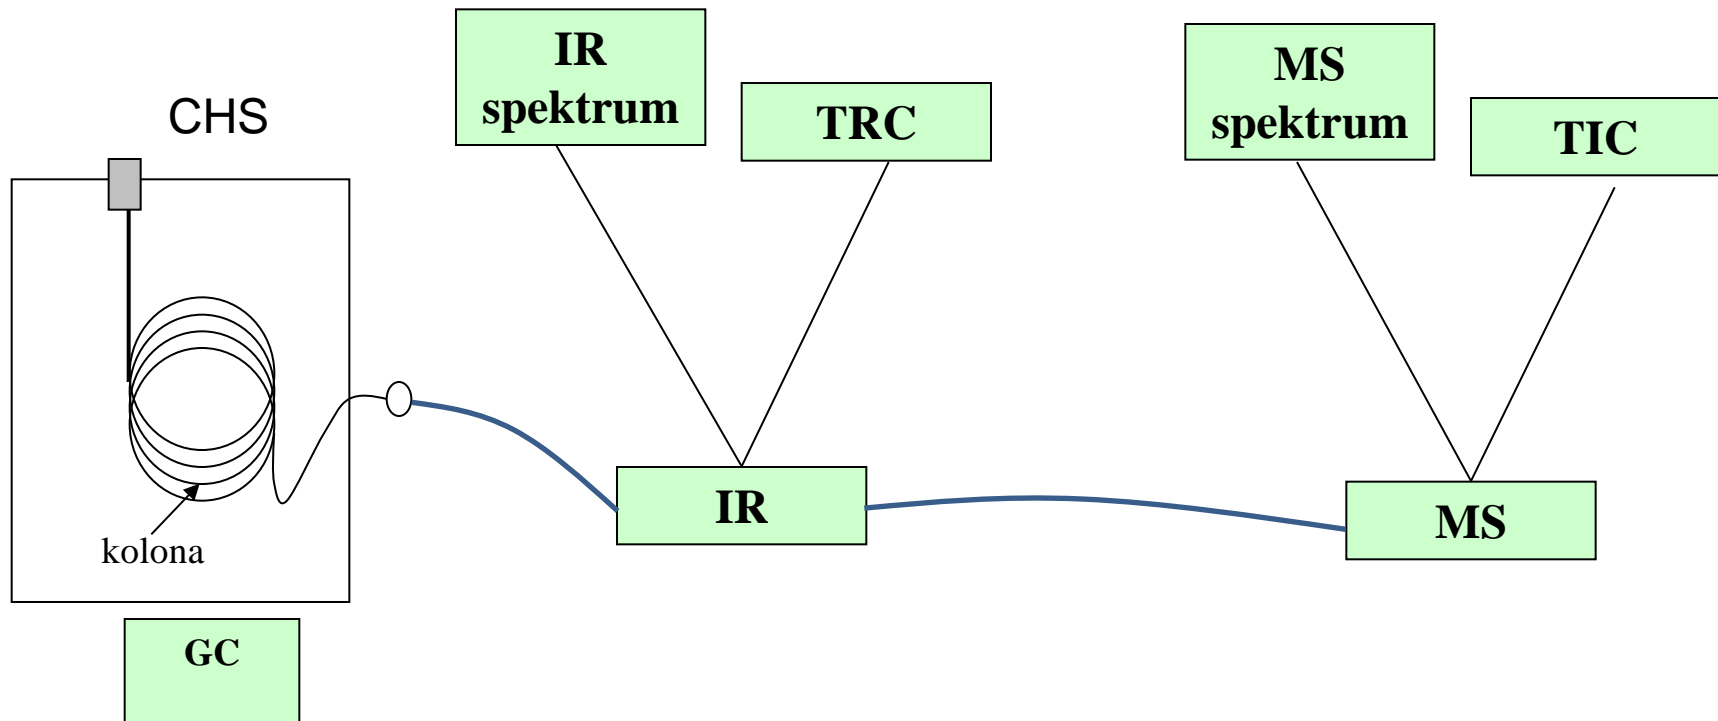 CHS
kolona
GC
IR
spektrum
TRC
IR
MS
spektrum
TIC
MS